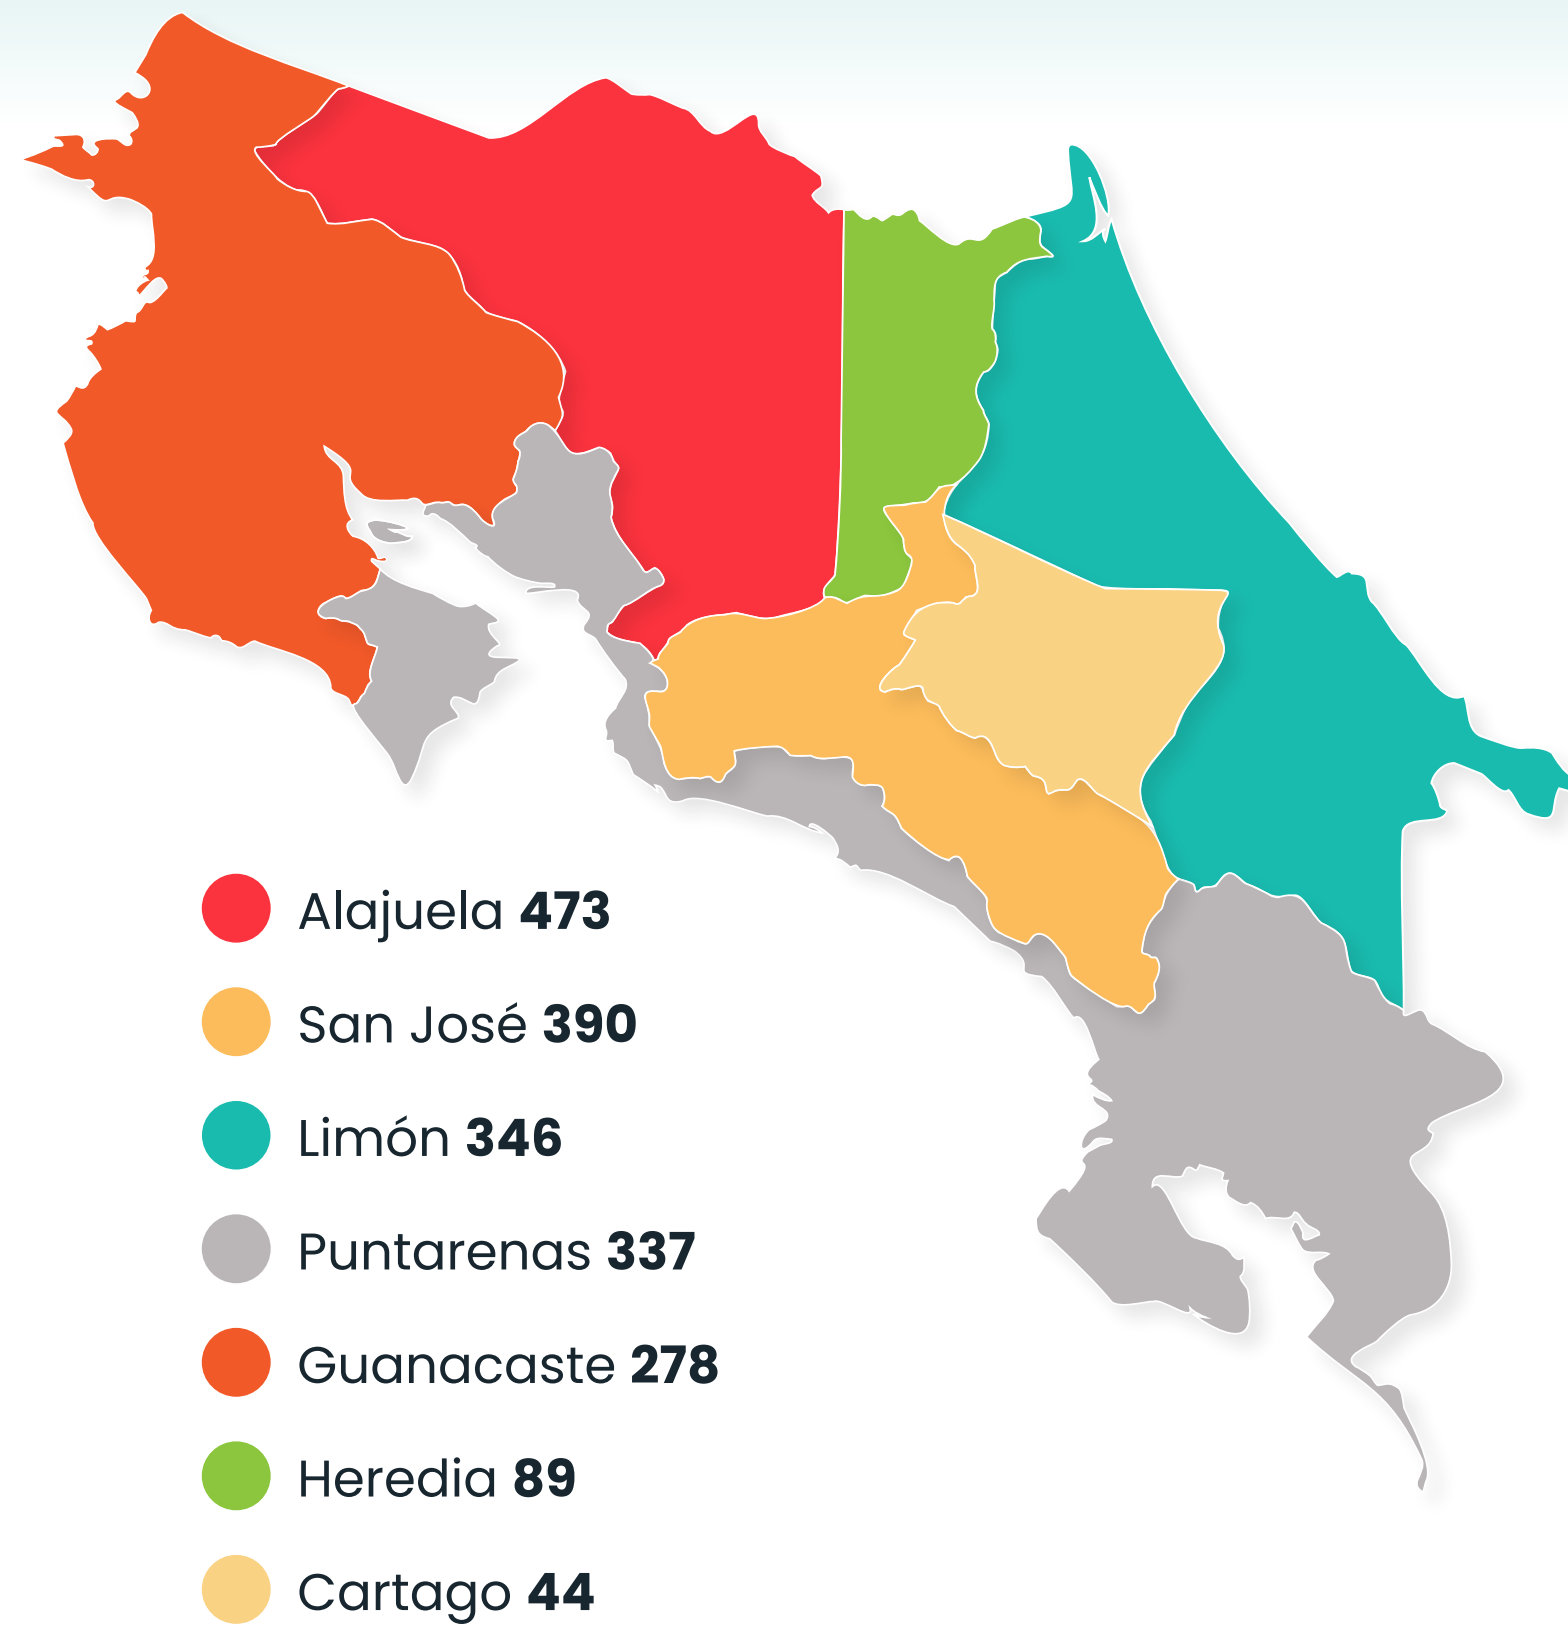 Alajuela 473
San José 390
Limón 346
Puntarenas 337
Guanacaste 278
Heredia 89
Cartago 44